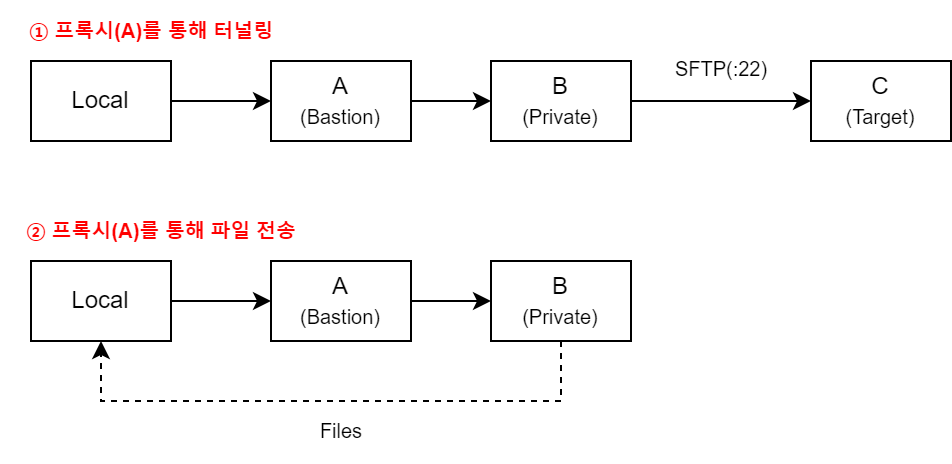 ① 프록시(A)를 통해 터널링
Local
A
(Bastion)
B
(Private)
SFTP(:22)
C
(Target)
② 프록시(A)를 통해 파일 전송
Local
A
(Bastion)
B
(Private)
Files